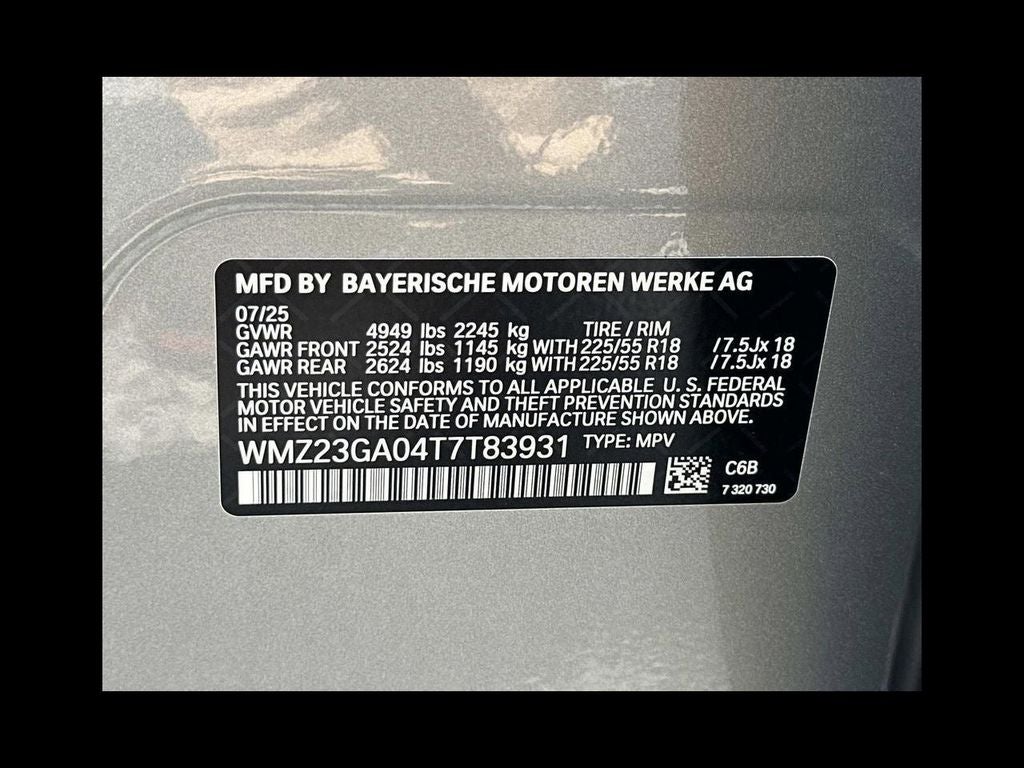 MFD BY BAYERISCHE MOTOREN WERKE AG
07/25
GVWR 4949 lbs 2245 kg TIRE / RIM
GAWR FRONT 2524 lbs 1145 kg WITH 225/55 R18 /7.5Jx 18
GAWR REAR 2624 lbs 1190 kg WITH 225/55 R18 /7.5Jx 18
THIS VEHICLE CONFORMS TO ALL APPLICABLE U. S. FEDERAL
MOTOR VEHICLE SAFETY AND THEFT PREVENTION STANDARDS
IN EFFECT ON THE DATE OF MANUFACTURE SHOWN ABOVE.
WMZ23GA04T7T83931 TYPE: MPV
C6B
7 320 730